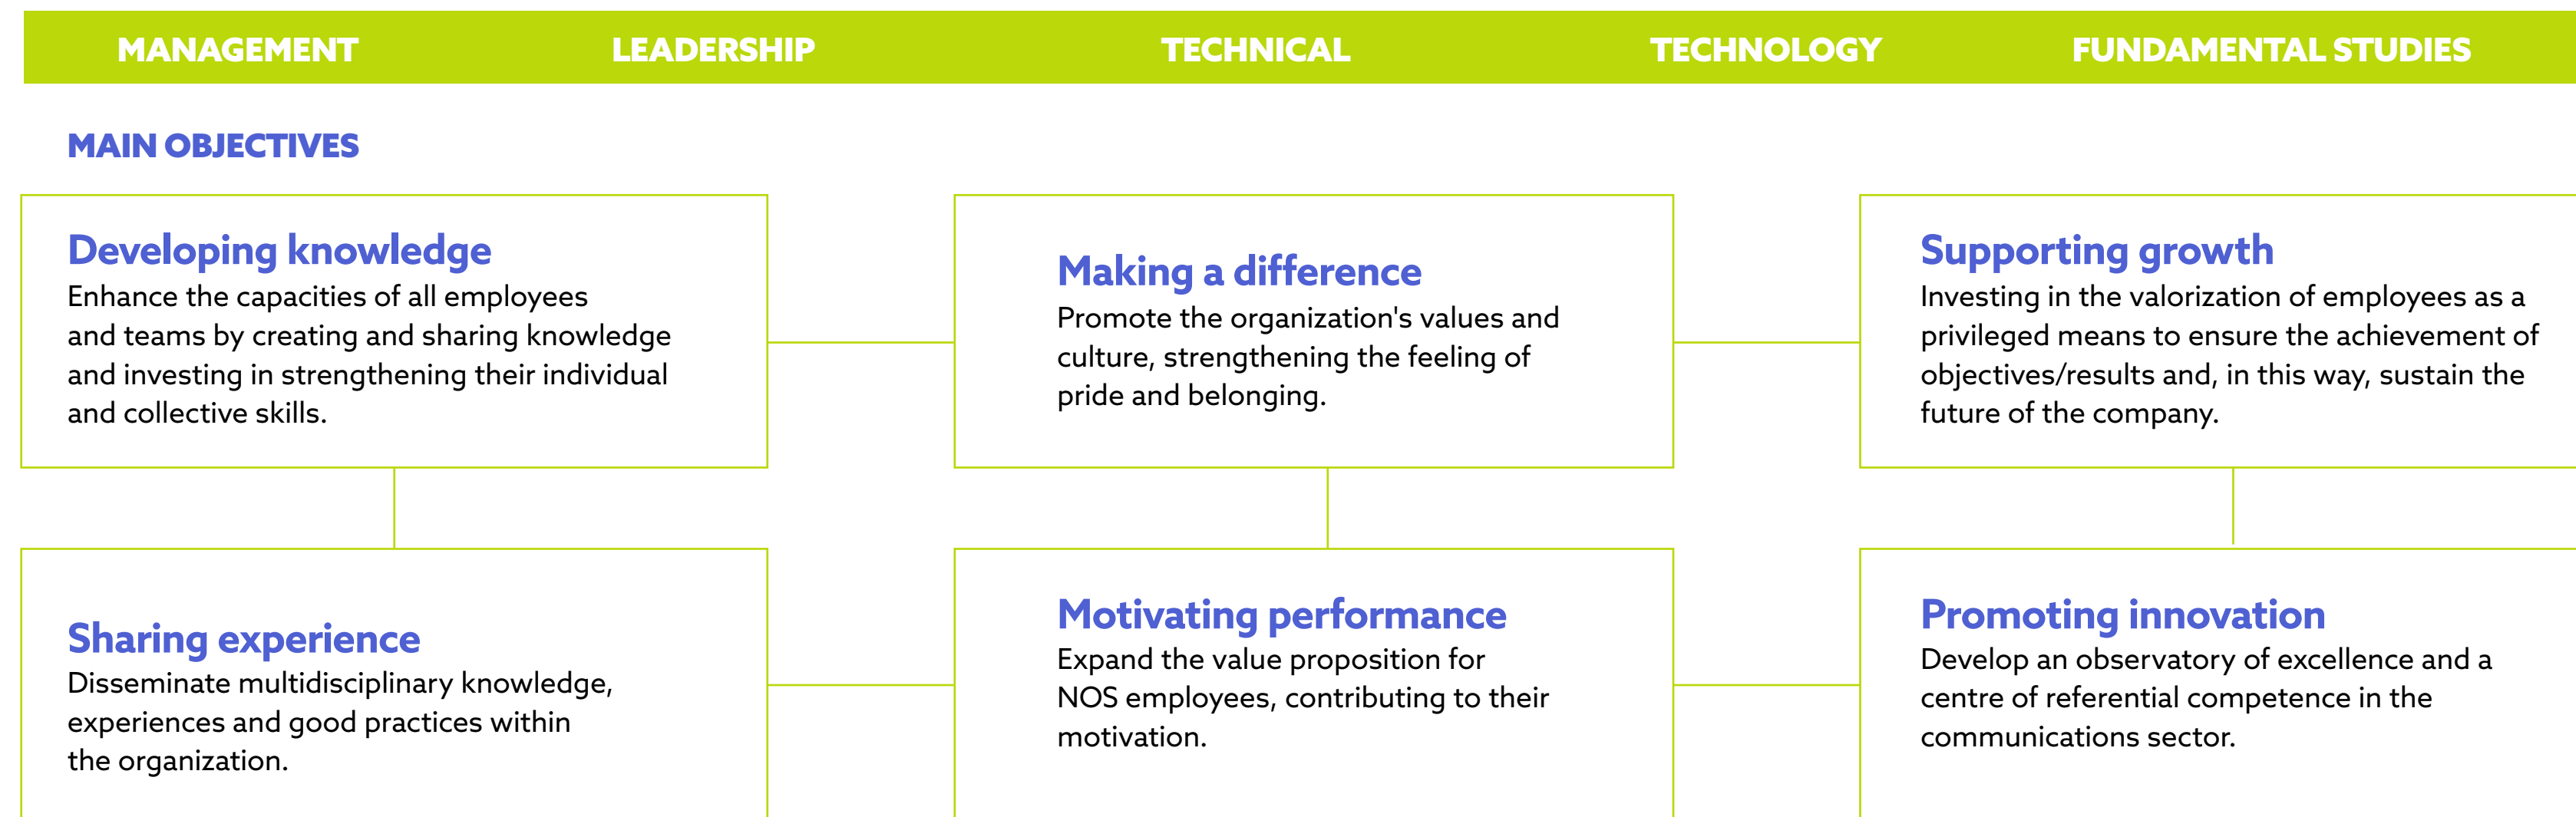 MANAGEMENT LEADERSHIP TECHNICAL TECHNOLOGY FUNDAMENTAL STUDIES
MAIN OBJECTIVES
Developing knowledge
Enhance the capacities of all employees
and teams by creating and sharing knowledge
and investing in strengthening their individual
and collective skills.
Making a difference
Promote the organization's values and
culture, strengthening the feeling of
pride and belonging.
Supporting growth
Investing in the valorization of employees as a
privileged means to ensure the achievement of
objectives/results and, in this way, sustain the
future of the company.
Sharing experience
Disseminate multidisciplinary knowledge,
experiences and good practices within
the organization.
Motivating performance
Expand the value proposition for
NOS employees, contributing to their
motivation.
Promoting innovation
Develop an observatory of excellence and a
centre of referential competence in the
communications sector.